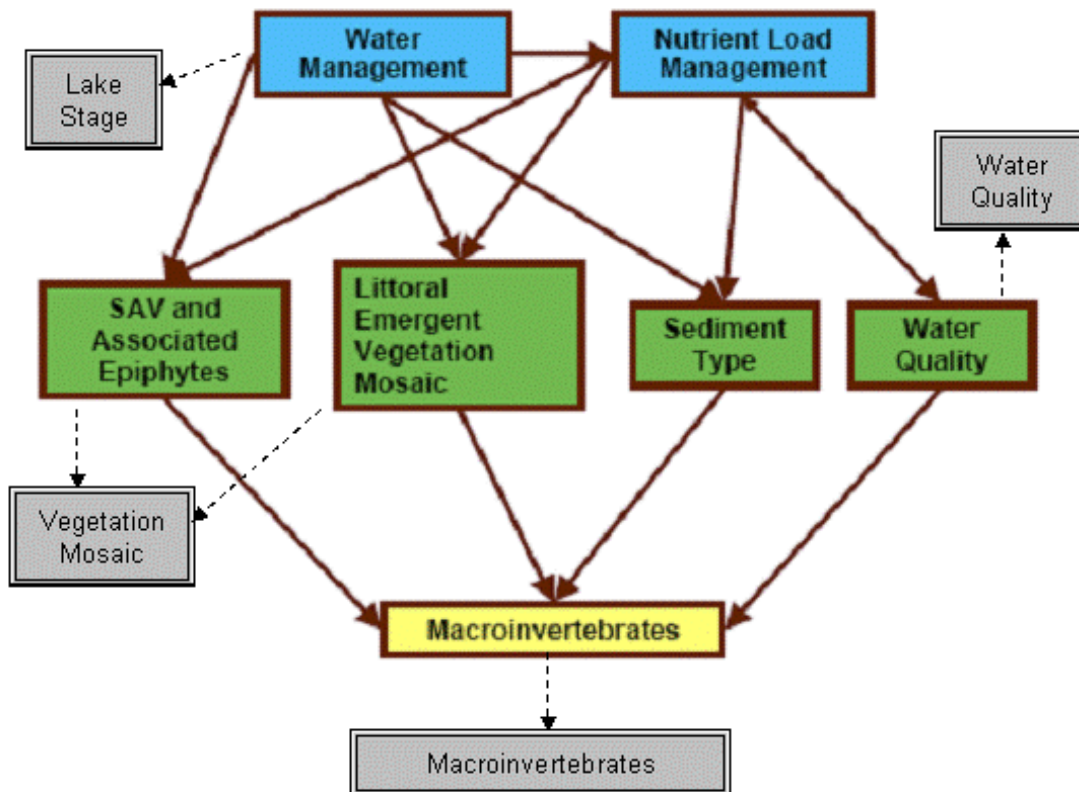 Water
Management
Nutrient Load
Management
Lake
Stage
Water
Quality
SAV and
Associated
Epiphytes
Littoral
Emergent
Vegetation
Mosaic
Sediment
Type
Water
Quality
Vegetation
Mosaic
Macroinvertebrates
Macroinvertebrates